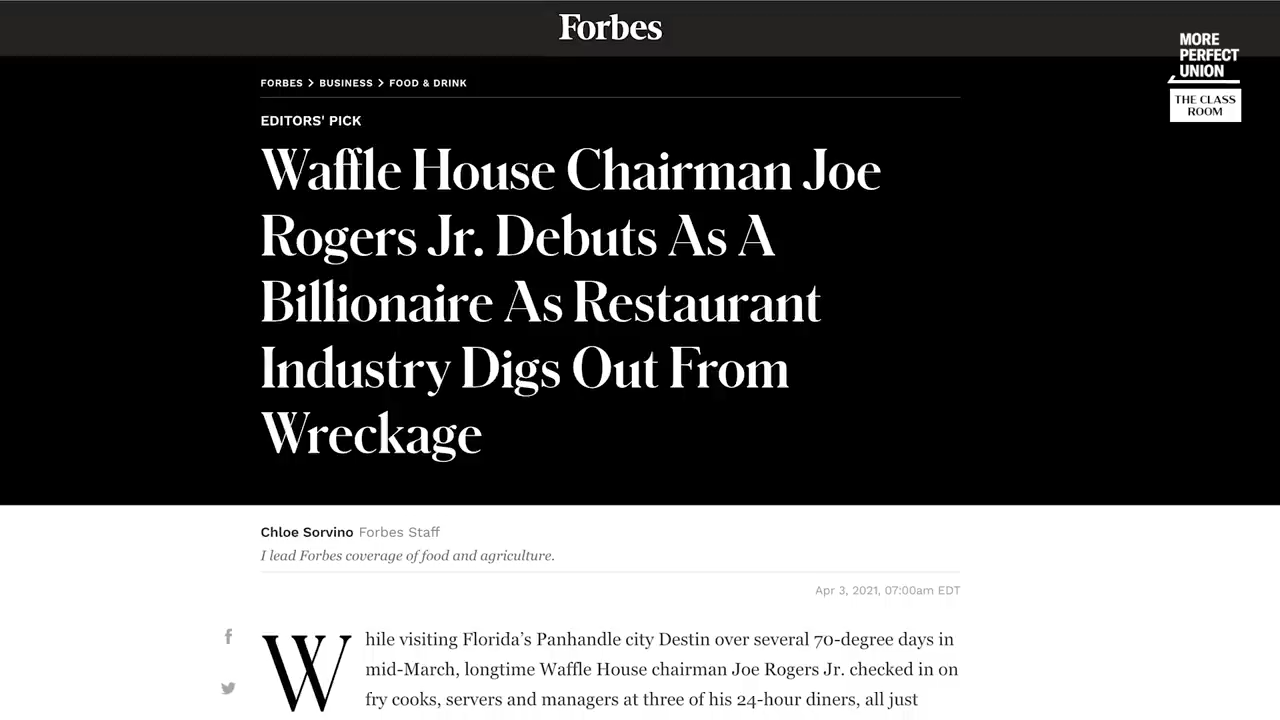 Forbes
MORE
PERFECT
UNION
THE CLASS
ROOM
FORBES > BUSINESS > FOOD & DRINK
EDITORS' PICK
Waffle House Chairman Joe
Rogers Jr. Debuts As A
Billionaire As Restaurant
Industry Digs Out From
Wreckage
Chloe Sorvino Forbes Staff
I lead Forbes coverage of food and agriculture.
Apr 3, 2021, 07:00am EDT
While visiting Florida’s Panhandle city Destin over several 70-degree days in
mid-March, longtime Waffle House chairman Joe Rogers Jr. checked in on
fry cooks, servers and managers at three of his 24-hour diners, all just